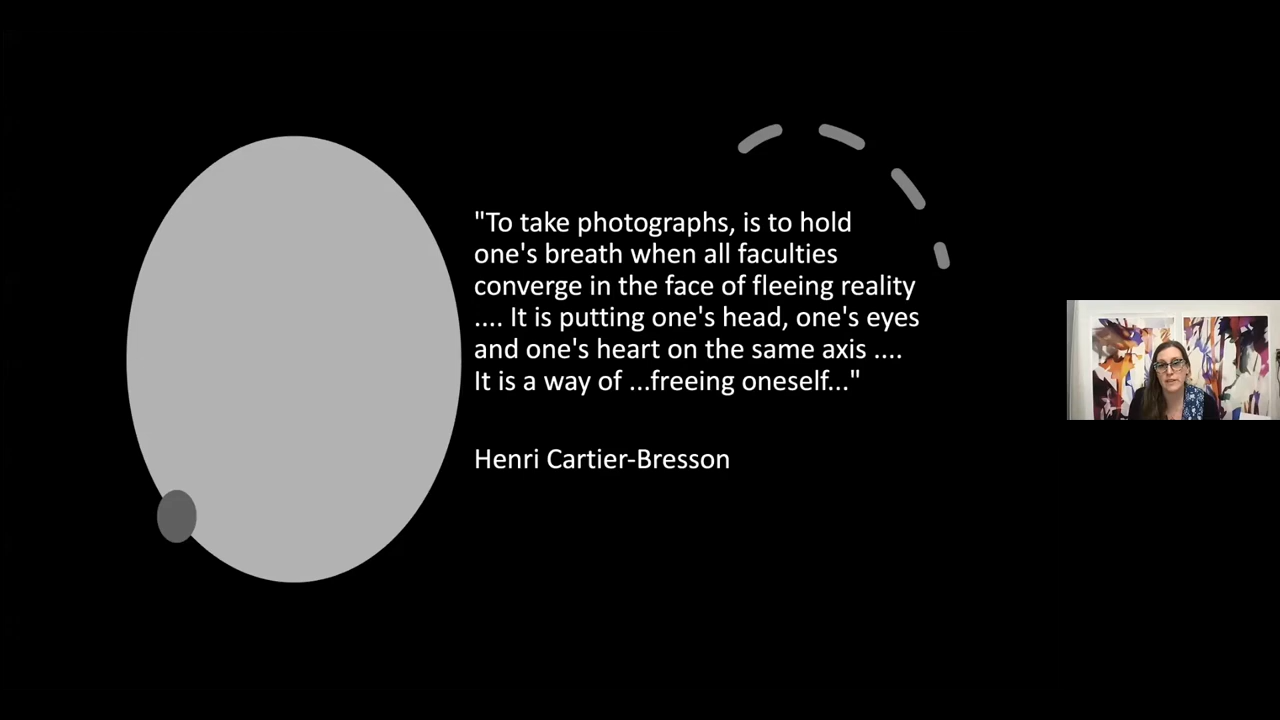 "To take photographs, is to hold
one's breath when all faculties
converge in the face of fleeing reality
.... It is putting one's head, one's eyes
and one's heart on the same axis ....
It is a way of ...freeing oneself..."
Henri Cartier-Bresson